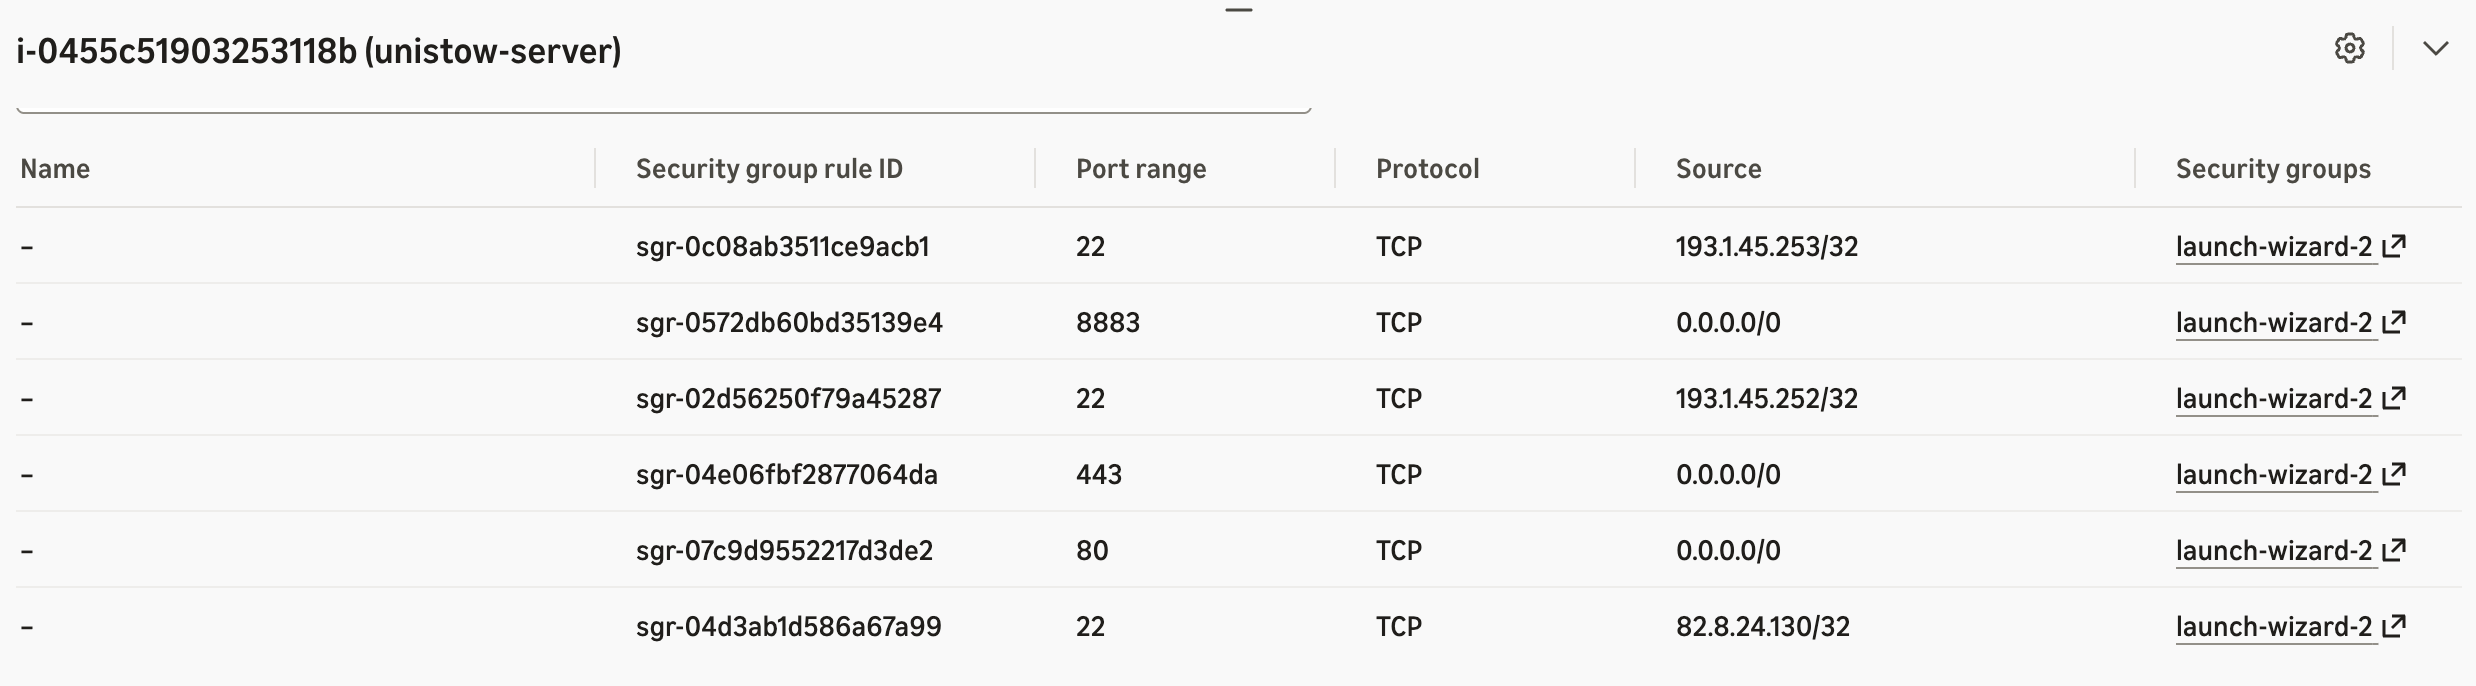 i-0455c51903253118b (unistow-server)
Name Security group rule ID Port range Protocol Source Security groups
– sgr-0c08ab3511ce9acb1 22 TCP 193.1.45.253/32 launch-wizard-2
– sgr-0572db60bd35139e4 8883 TCP 0.0.0.0/0 launch-wizard-2
– sgr-02d56250f79a45287 22 TCP 193.1.45.252/32 launch-wizard-2
– sgr-04e06fbf2877064da 443 TCP 0.0.0.0/0 launch-wizard-2
– sgr-07c9d9552217d3de2 80 TCP 0.0.0.0/0 launch-wizard-2
– sgr-04d3ab1d586a67a99 22 TCP 82.8.24.130/32 launch-wizard-2